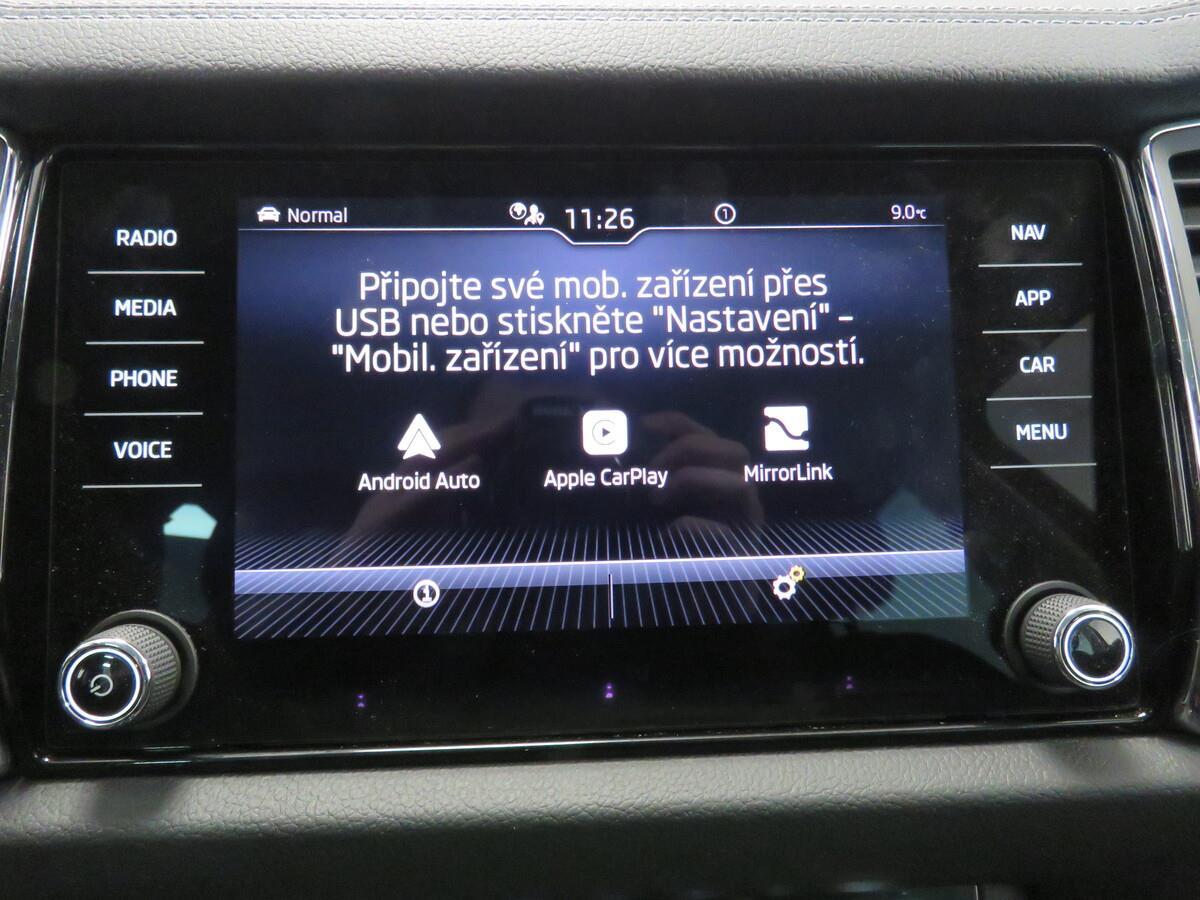 Normal 11:26 1 9.0°C
Připojte své mob. zařízení přes
USB nebo stiskněte "Nastavení" -
"Mobil. zařízení" pro více možností.
Android Auto Apple CarPlay MirrorLink
RADIO
MEDIA
PHONE
VOICE
NAV
APP
CAR
MENU